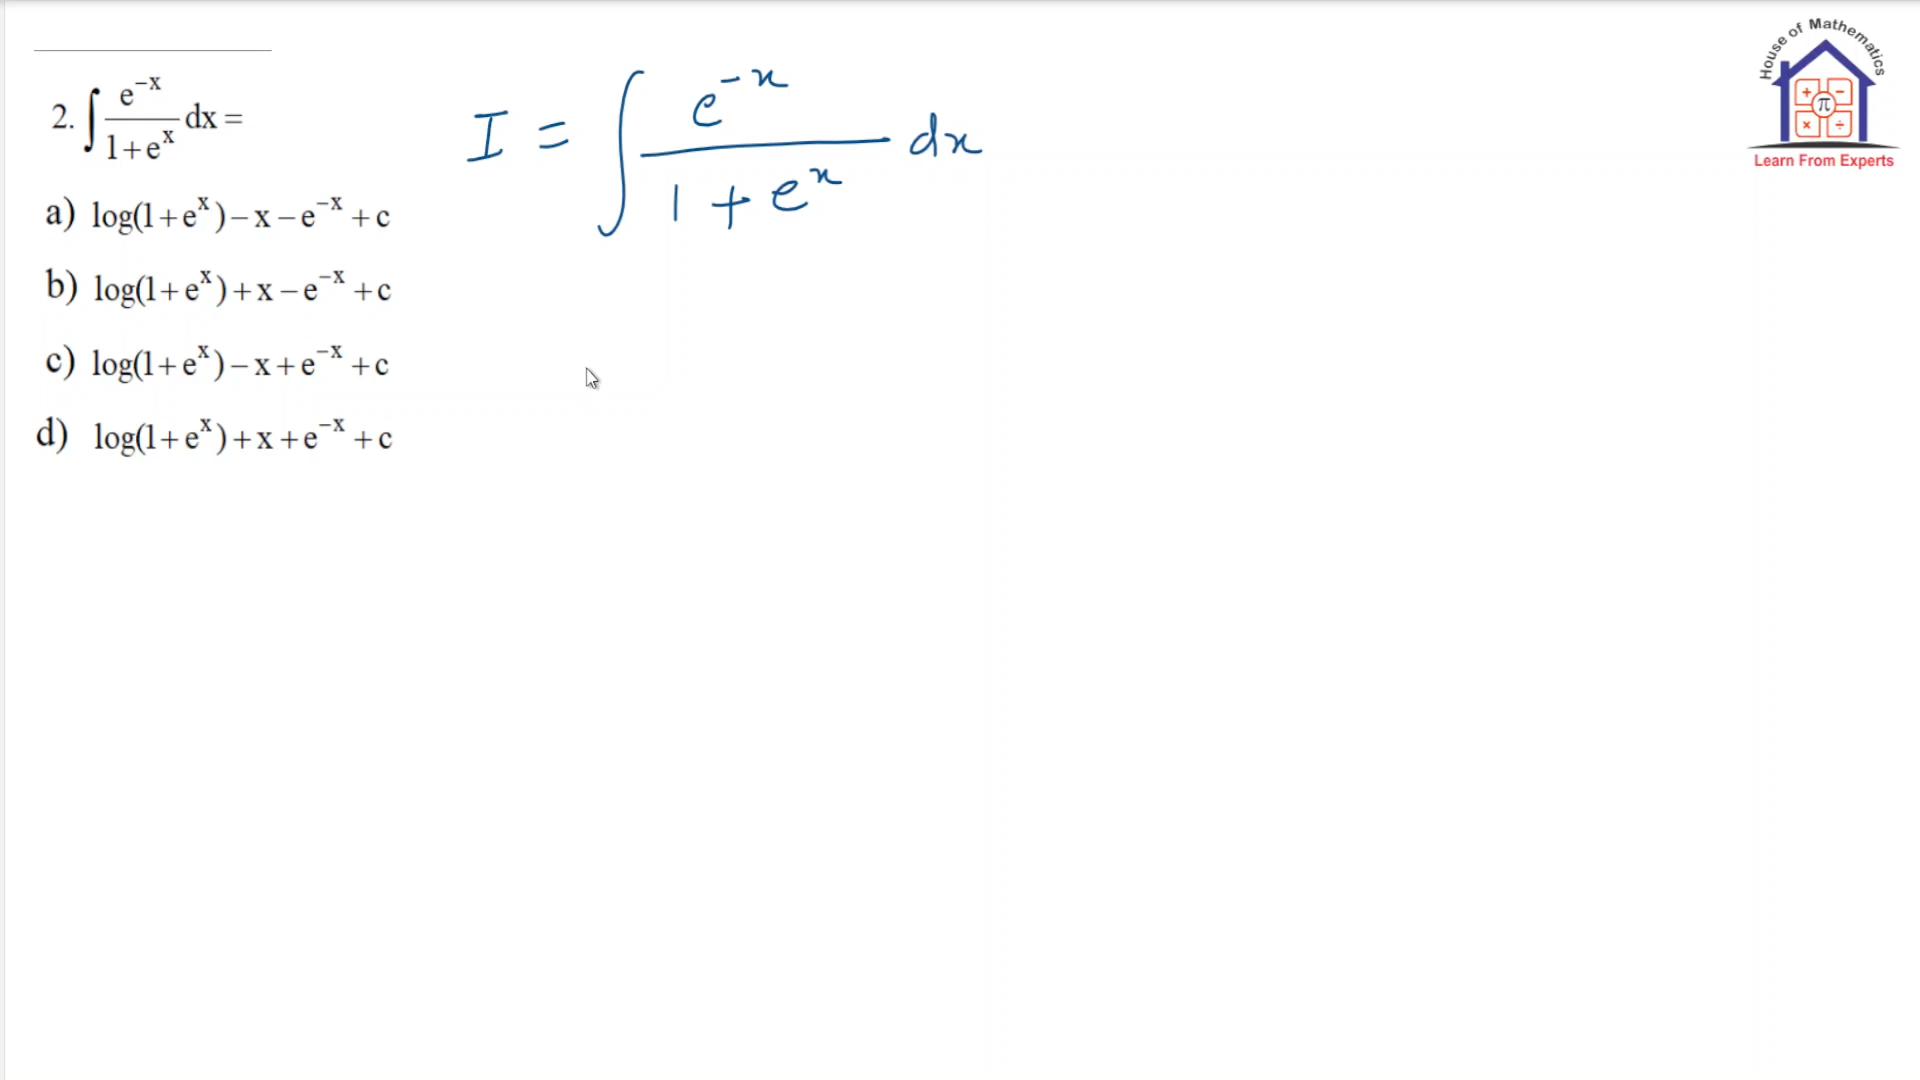 2. ∫ e^{-x} / (1+e^x) dx =
a) log(1+e^x)−x−e^{−x}+c
b) log(1+e^x)+x−e^{−x}+c
c) log(1+e^x)−x+e^{−x}+c
d) log(1+e^x)+x+e^{−x}+c
I = ∫ e^{-x} / (1+e^x) dx
House of Mathematics
+ −
π
× ÷
Learn From Experts